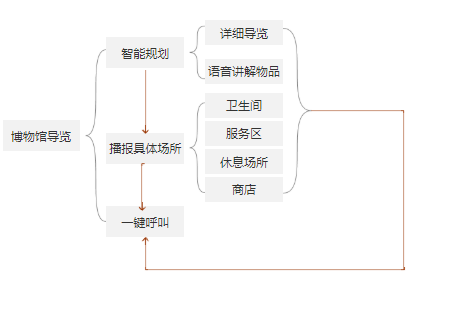 博物馆导览
智能规划
详细导览
语音讲解物品
播报具体场所
卫生间
服务区
休息场所
商店
一键呼叫